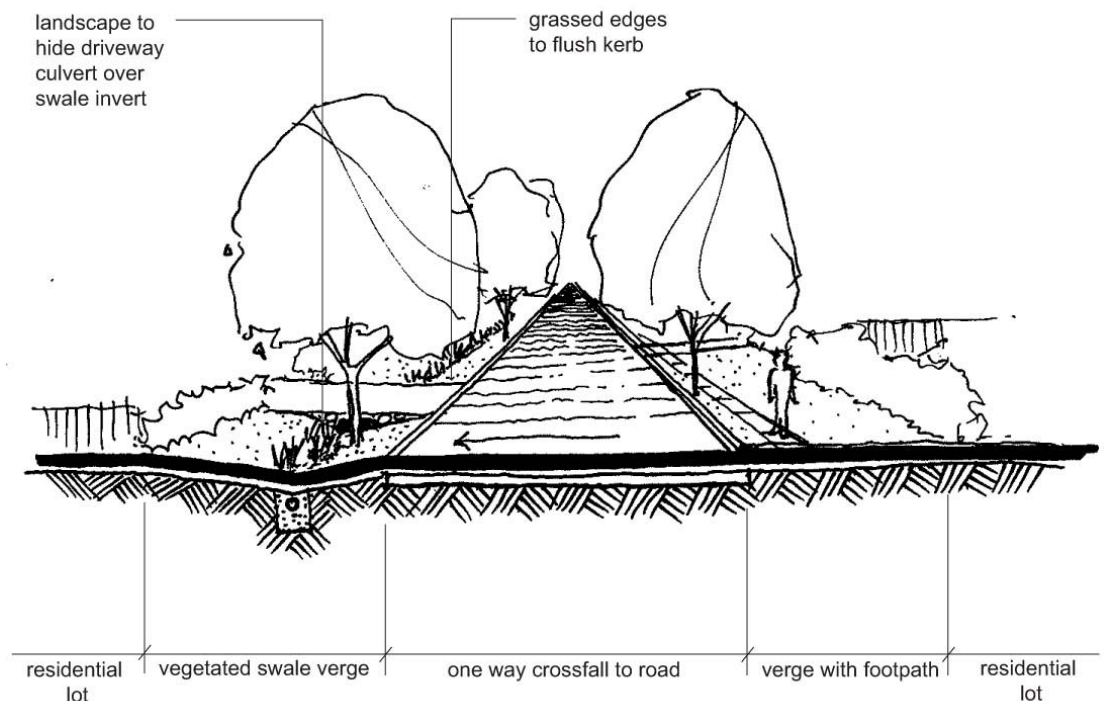 landscape to
hide driveway
culvert over
swale invert
grassed edges
to flush kerb
residential
lot
vegetated swale verge
one way crossfall to road
verge with footpath
residential
lot